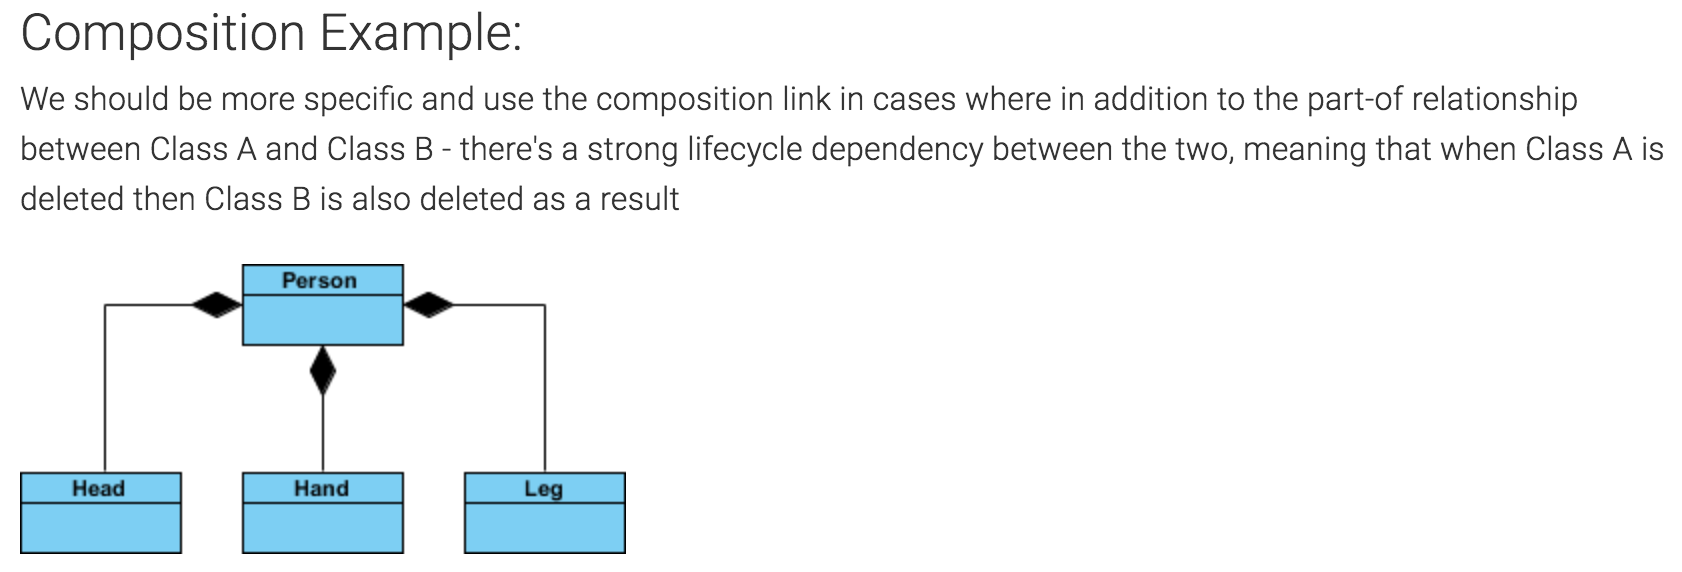 Composition Example:
We should be more specific and use the composition link in cases where in addition to the part-of relationship
between Class A and Class B - there's a strong lifecycle dependency between the two, meaning that when Class A is
deleted then Class B is also deleted as a result
Person
Head
Hand
Leg